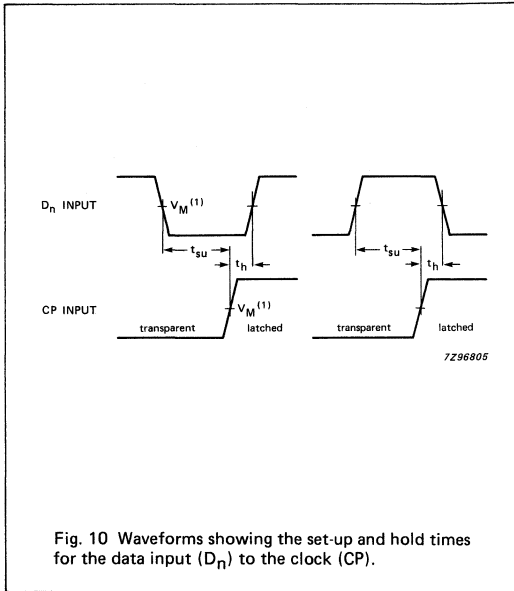 Dn INPUT
VM(1)
tsu
th
tsu
th
CP INPUT
VM(1)
transparent
latched
transparent
latched
7Z96805
Fig. 10 Waveforms showing the set-up and hold times
for the data input (Dn) to the clock (CP).